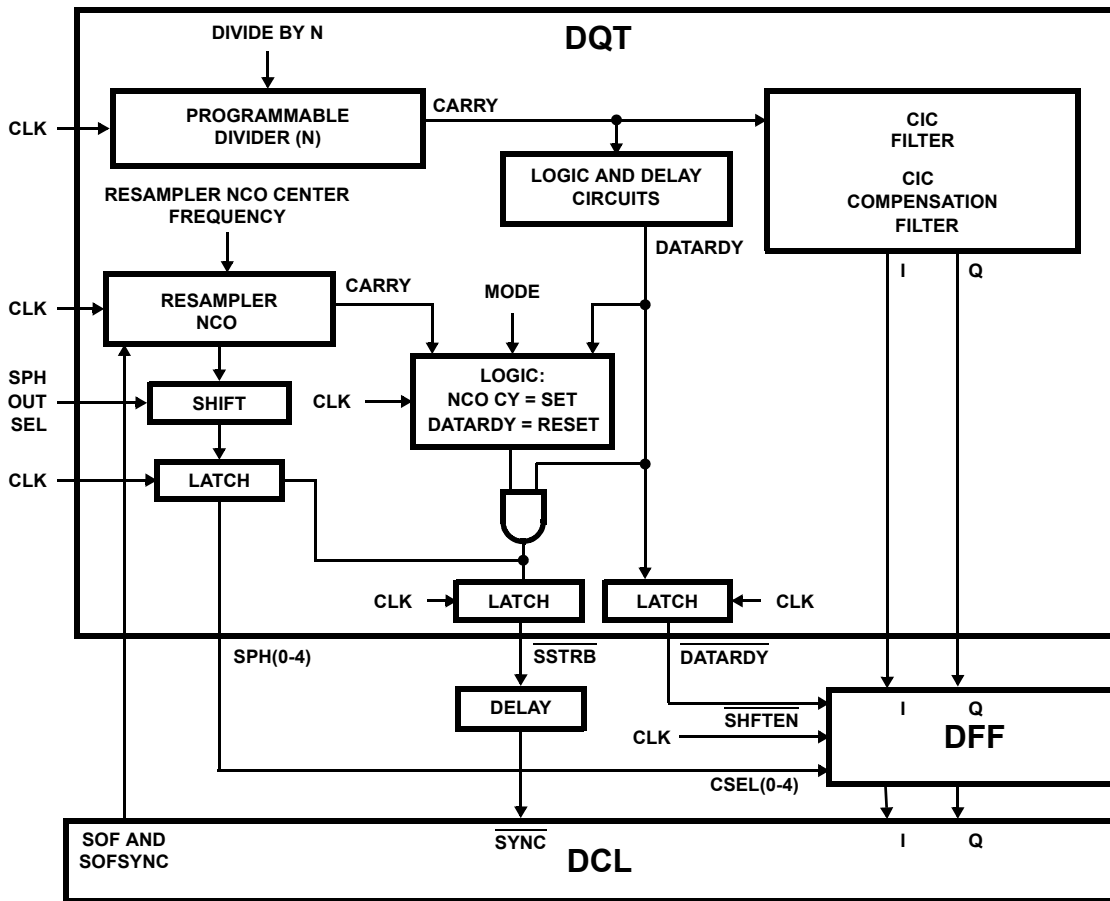 DIVIDE BY N
DQT
CLK
PROGRAMMABLE
DIVIDER (N)
CARRY
CIC
FILTER
CIC
COMPENSATION
FILTER
LOGIC AND DELAY
CIRCUITS
RESAMPLER NCO CENTER
FREQUENCY
DATARDY
I
Q
CLK
RESAMPLER
NCO
CARRY
MODE
SPH
OUT
SEL
SHIFT
CLK
LOGIC:
NCO CY = SET
DATARDY = RESET
CLK
LATCH
CLK
LATCH
LATCH
CLK
SPH(0-4)
SSTRB
DATARDY
DELAY
SHFTEN
I
Q
DFF
CLK
CSEL(0-4)
SOF AND
SOFSYNC
SYNC
DCL
I
Q